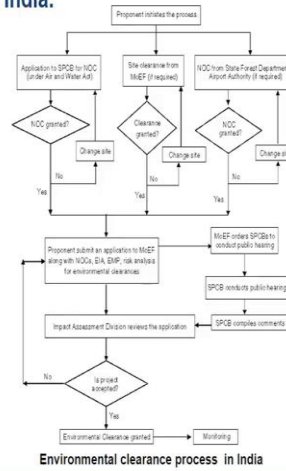 India.
Proponent initiates the process
Application to SPCB for NOC
(under Air and Water Act)
Site clearance from
MoEF (if required)
NOC from State Forest Departmen
Airport Authority (if required)
NOC granted?
Clearance
granted?
NOC
granted?
Change site
Change site
Change sit
No
No
No
Yes
Yes
Yes
Proponent submit an application to MoEF
along with NOCs, EIA, EMP, risk analysis
for environmental clearances
MoEF orders SPCBs to
conduct public hearing
SPCB conducts public hearing
Impact Assessment Division reviews the application
SPCB compiles comments
No
Is project
accepted?
Yes
Environmental Clearance granted
Monitoring
Environmental clearance process in India